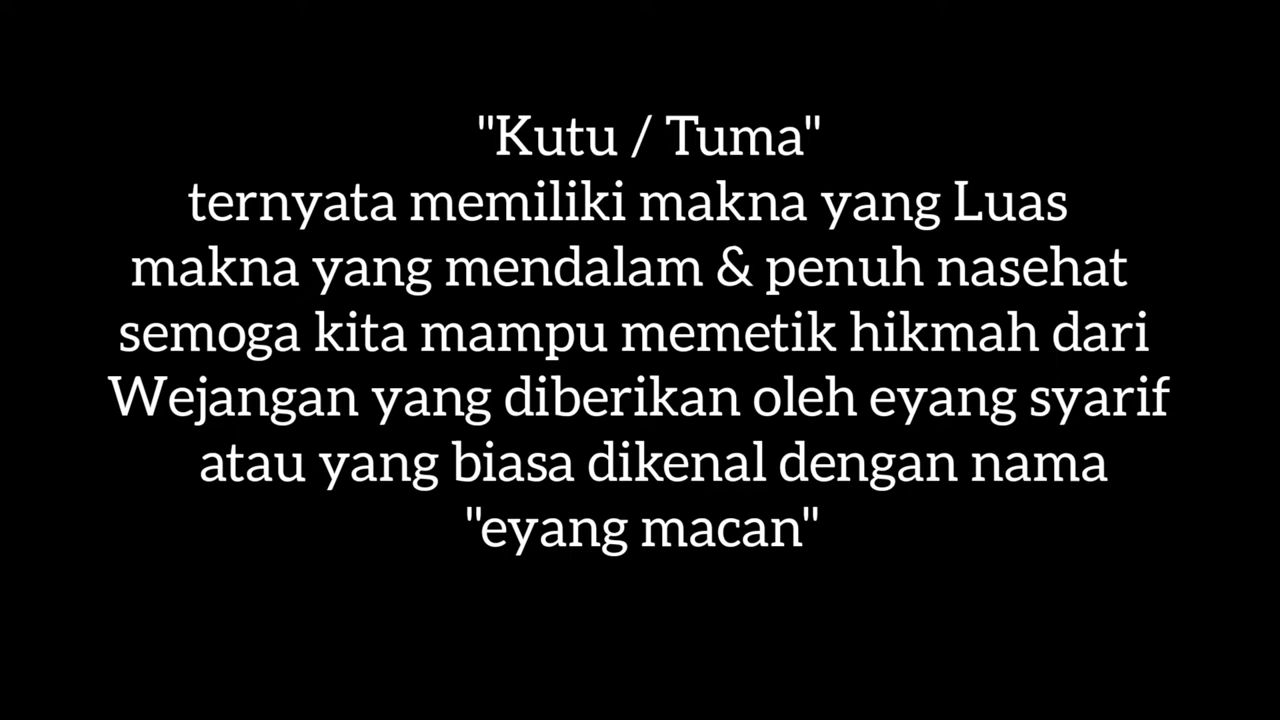 "Kutu / Tuma"
ternyata memiliki makna yang Luas
makna yang mendalam & penuh nasehat
semoga kita mampu memetik hikmah dari
Wejangan yang diberikan oleh eyang syarif
atau yang biasa dikenal dengan nama
"eyang macan"